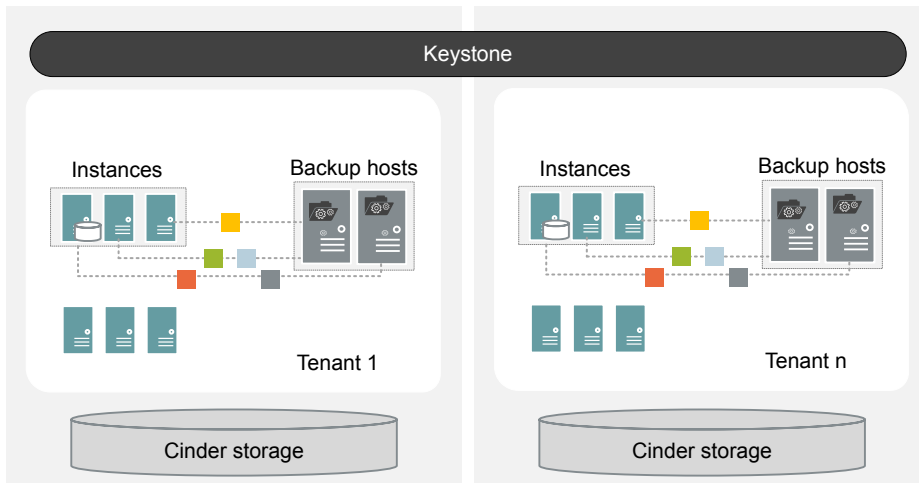 Keystone
Instances
Backup hosts
Tenant 1
Cinder storage
Instances
Backup hosts
Tenant n
Cinder storage